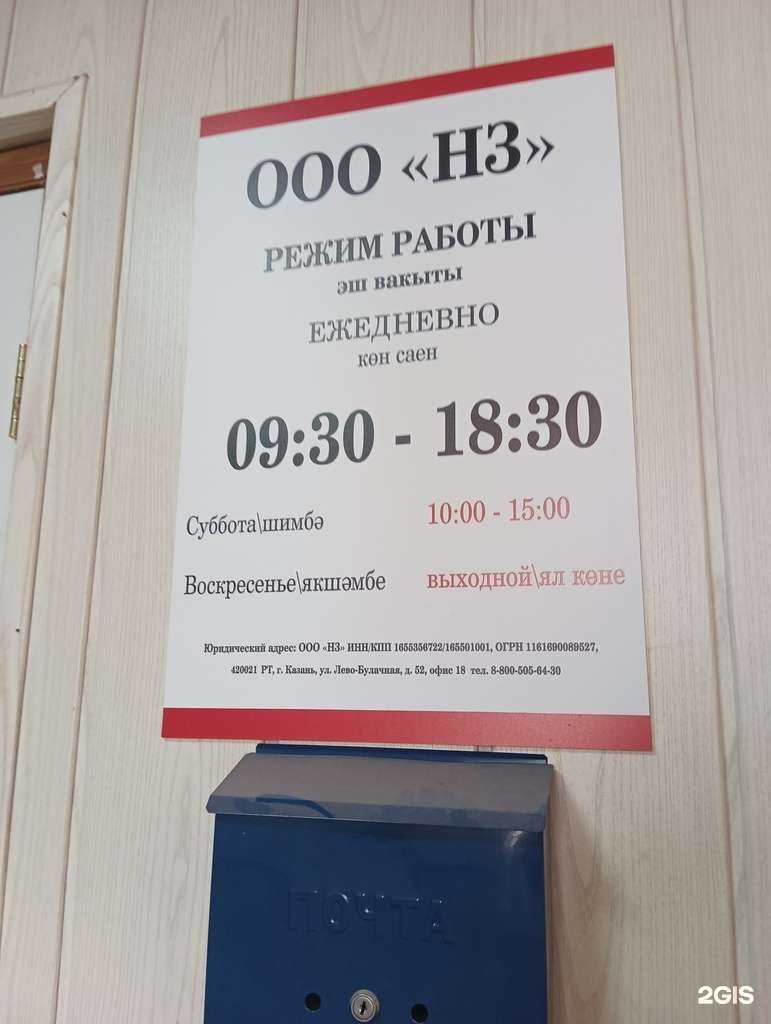 ООО «НЗ»
РЕЖИМ РАБОТЫ
эш вакыты
ЕЖЕДНЕВНО
көн саен
09:30 - 18:30
Суббота\шимбә 10:00 - 15:00
Воскресенье\якшәмбе выходной\ял көне
Юридический адрес: ООО «НЗ» ИНН/КПП 1655356722/165501001, ОГРН 1161690089527,
420021 РТ, г. Казань, ул. Лево-Булачная, д. 52, офис 18 тел. 8-800-505-64-30
ПОЧТА
2GIS